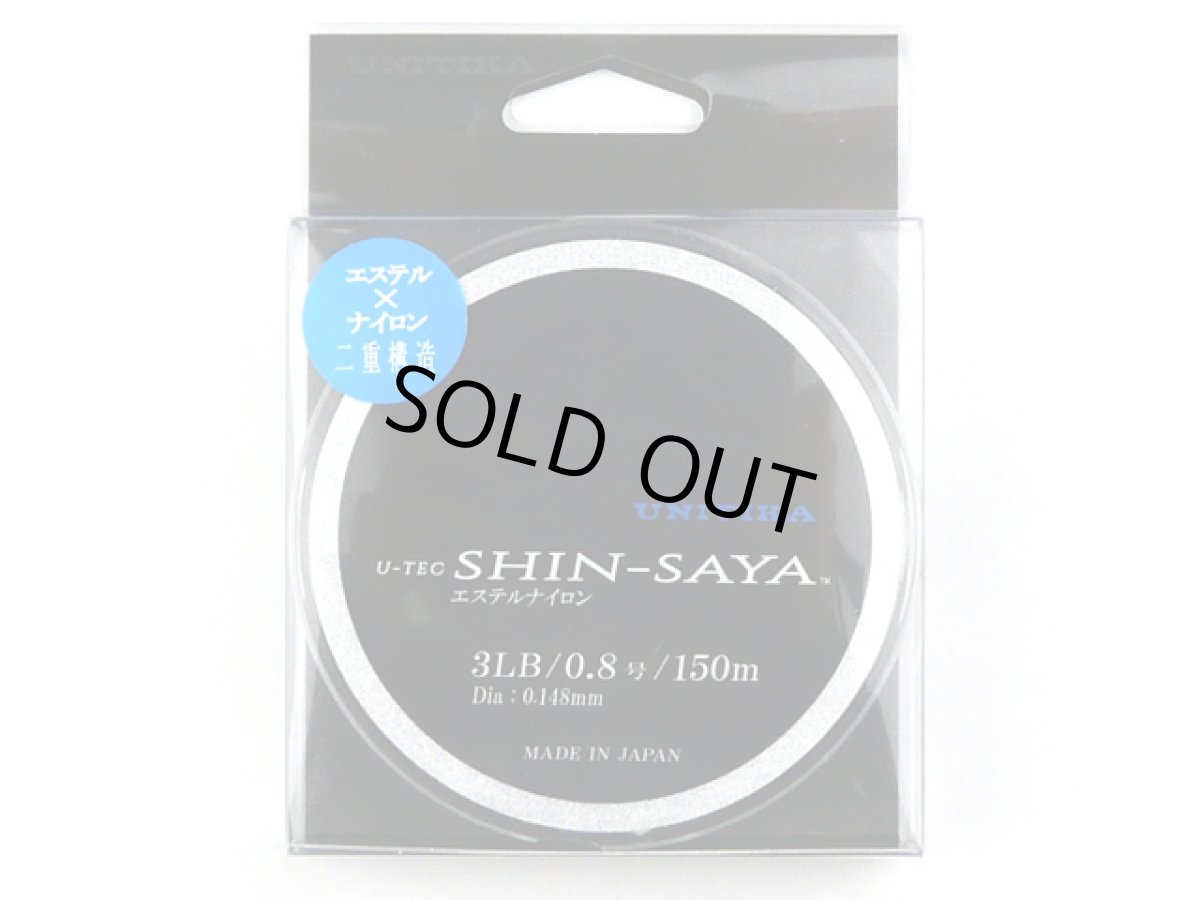 UNITIKA
エステル
×
ナイロン
二重構造
SOLD OUT
UNITIKA
U-TEC SHIN-SAYA™
エステルナイロン
3LB/0.8号/150m
Dia：0.148mm
MADE IN JAPAN